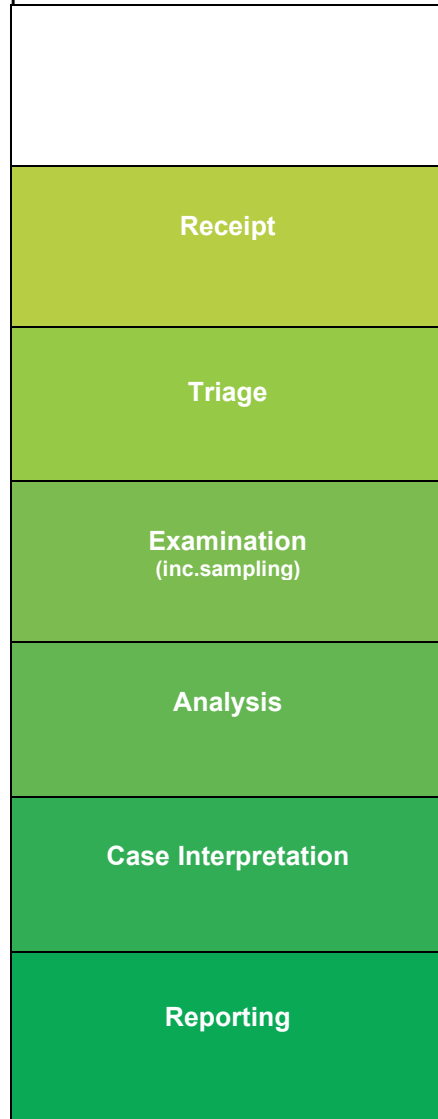 Receipt
Triage
Examination
(inc.sampling)
Analysis
Case Interpretation
Reporting